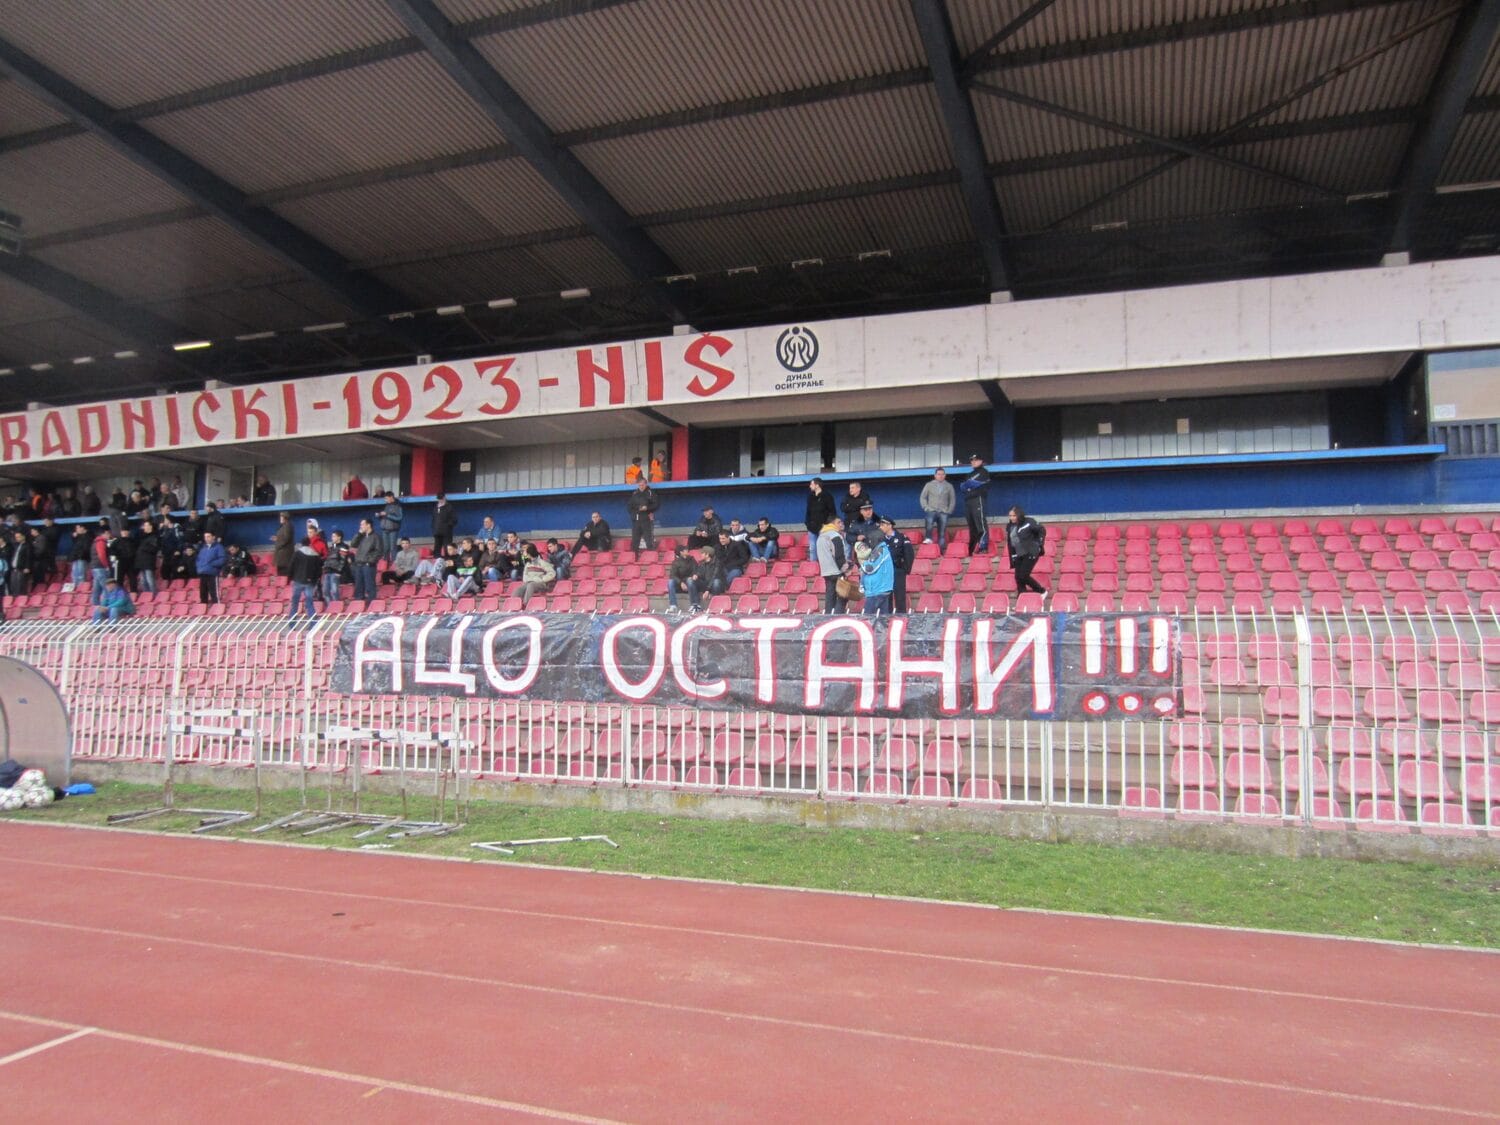 RADNIČKI - 1923 - NIŠ
ДУНАВ
ОСИГУРАЊЕ
АЦО ОСТАНИ!!!